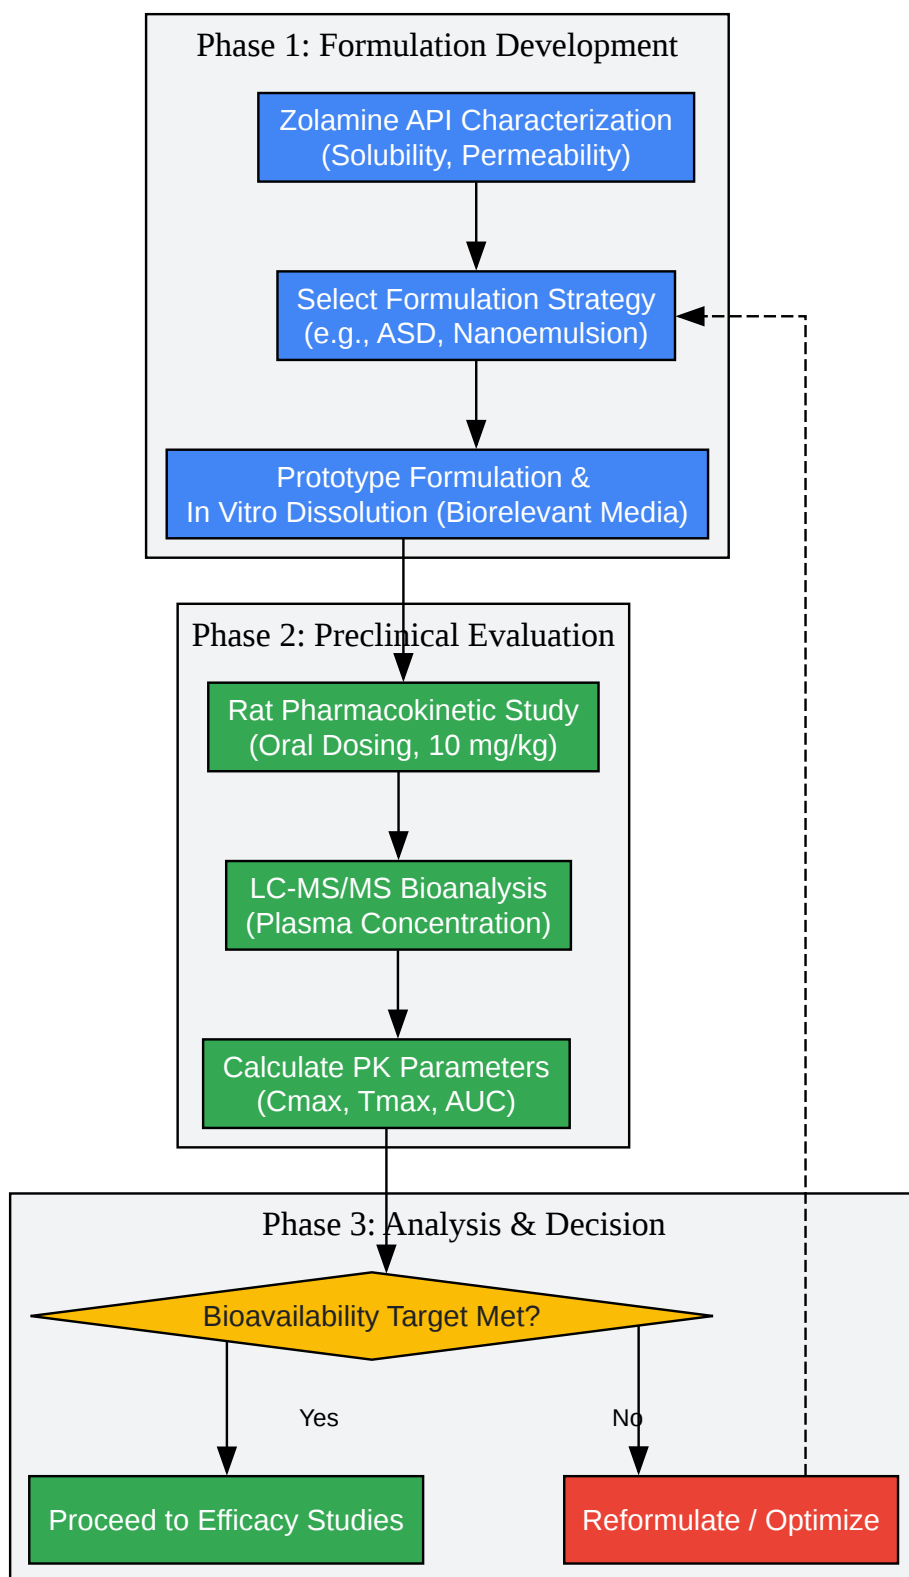 Phase 1: Formulation Development
Zolamine API Characterization
(Solubility, Permeability)
Select Formulation Strategy
(e.g., ASD, Nanoemulsion)
Prototype Formulation &
In Vitro Dissolution (Biorelevant Media)
Phase 2: Preclinical Evaluation
Rat Pharmacokinetic Study
(Oral Dosing, 10 mg/kg)
LC-MS/MS Bioanalysis
(Plasma Concentration)
Calculate PK Parameters
(Cmax, Tmax, AUC)
Phase 3: Analysis & Decision
Bioavailability Target Met?
Yes
No
Proceed to Efficacy Studies
Reformulate / Optimize